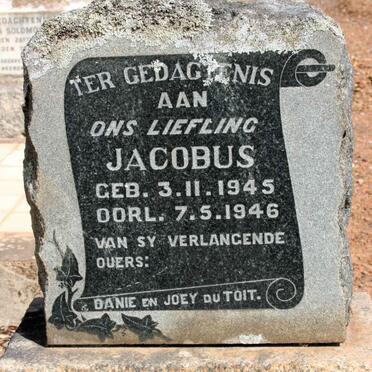 TER GEDAGTENIS
AAN
ONS LIEFLING
JACOBUS
GEB. 3.11.1945
OORL. 7.5.1946
VAN SY VERLANGENDE
OUERS:
DANIE EN JOEY DU TOIT.